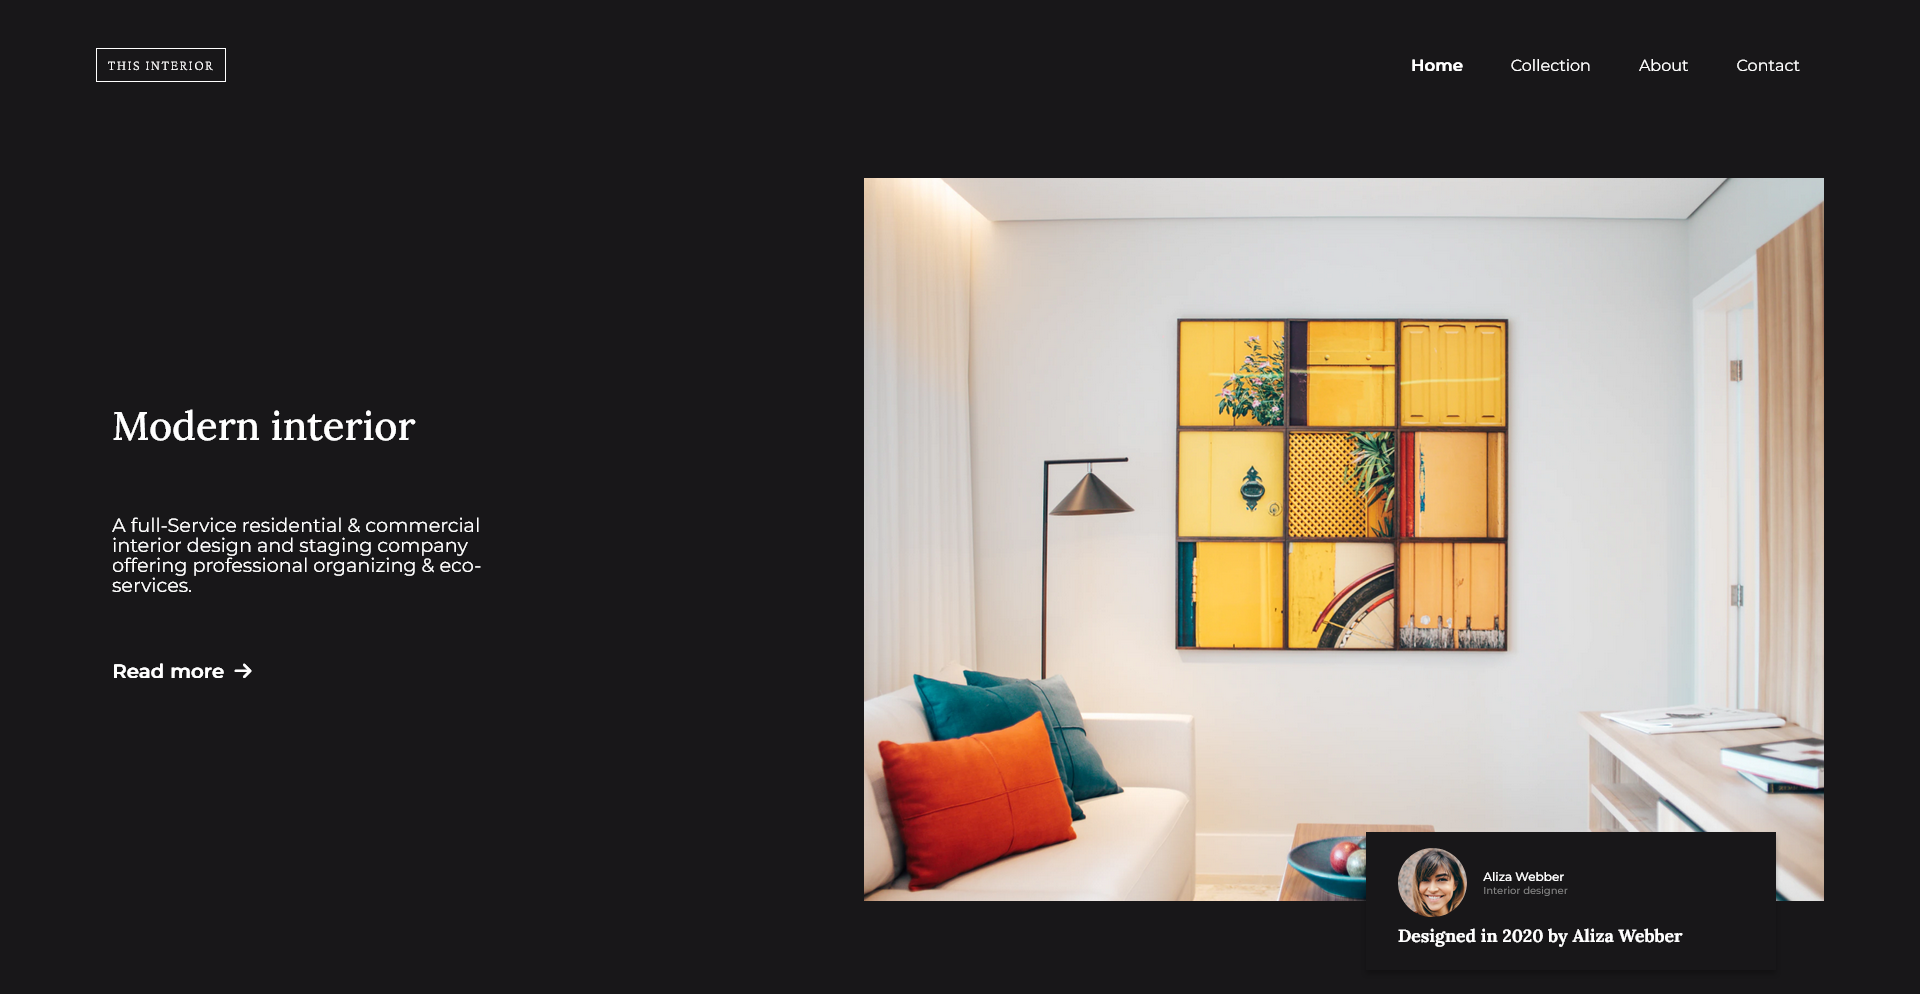 THIS INTERIOR
Home Collection About Contact
Modern interior
A full-Service residential & commercial
interior design and staging company
offering professional organizing & eco-
services.
Read more →
Aliza Webber
Interior designer
Designed in 2020 by Aliza Webber